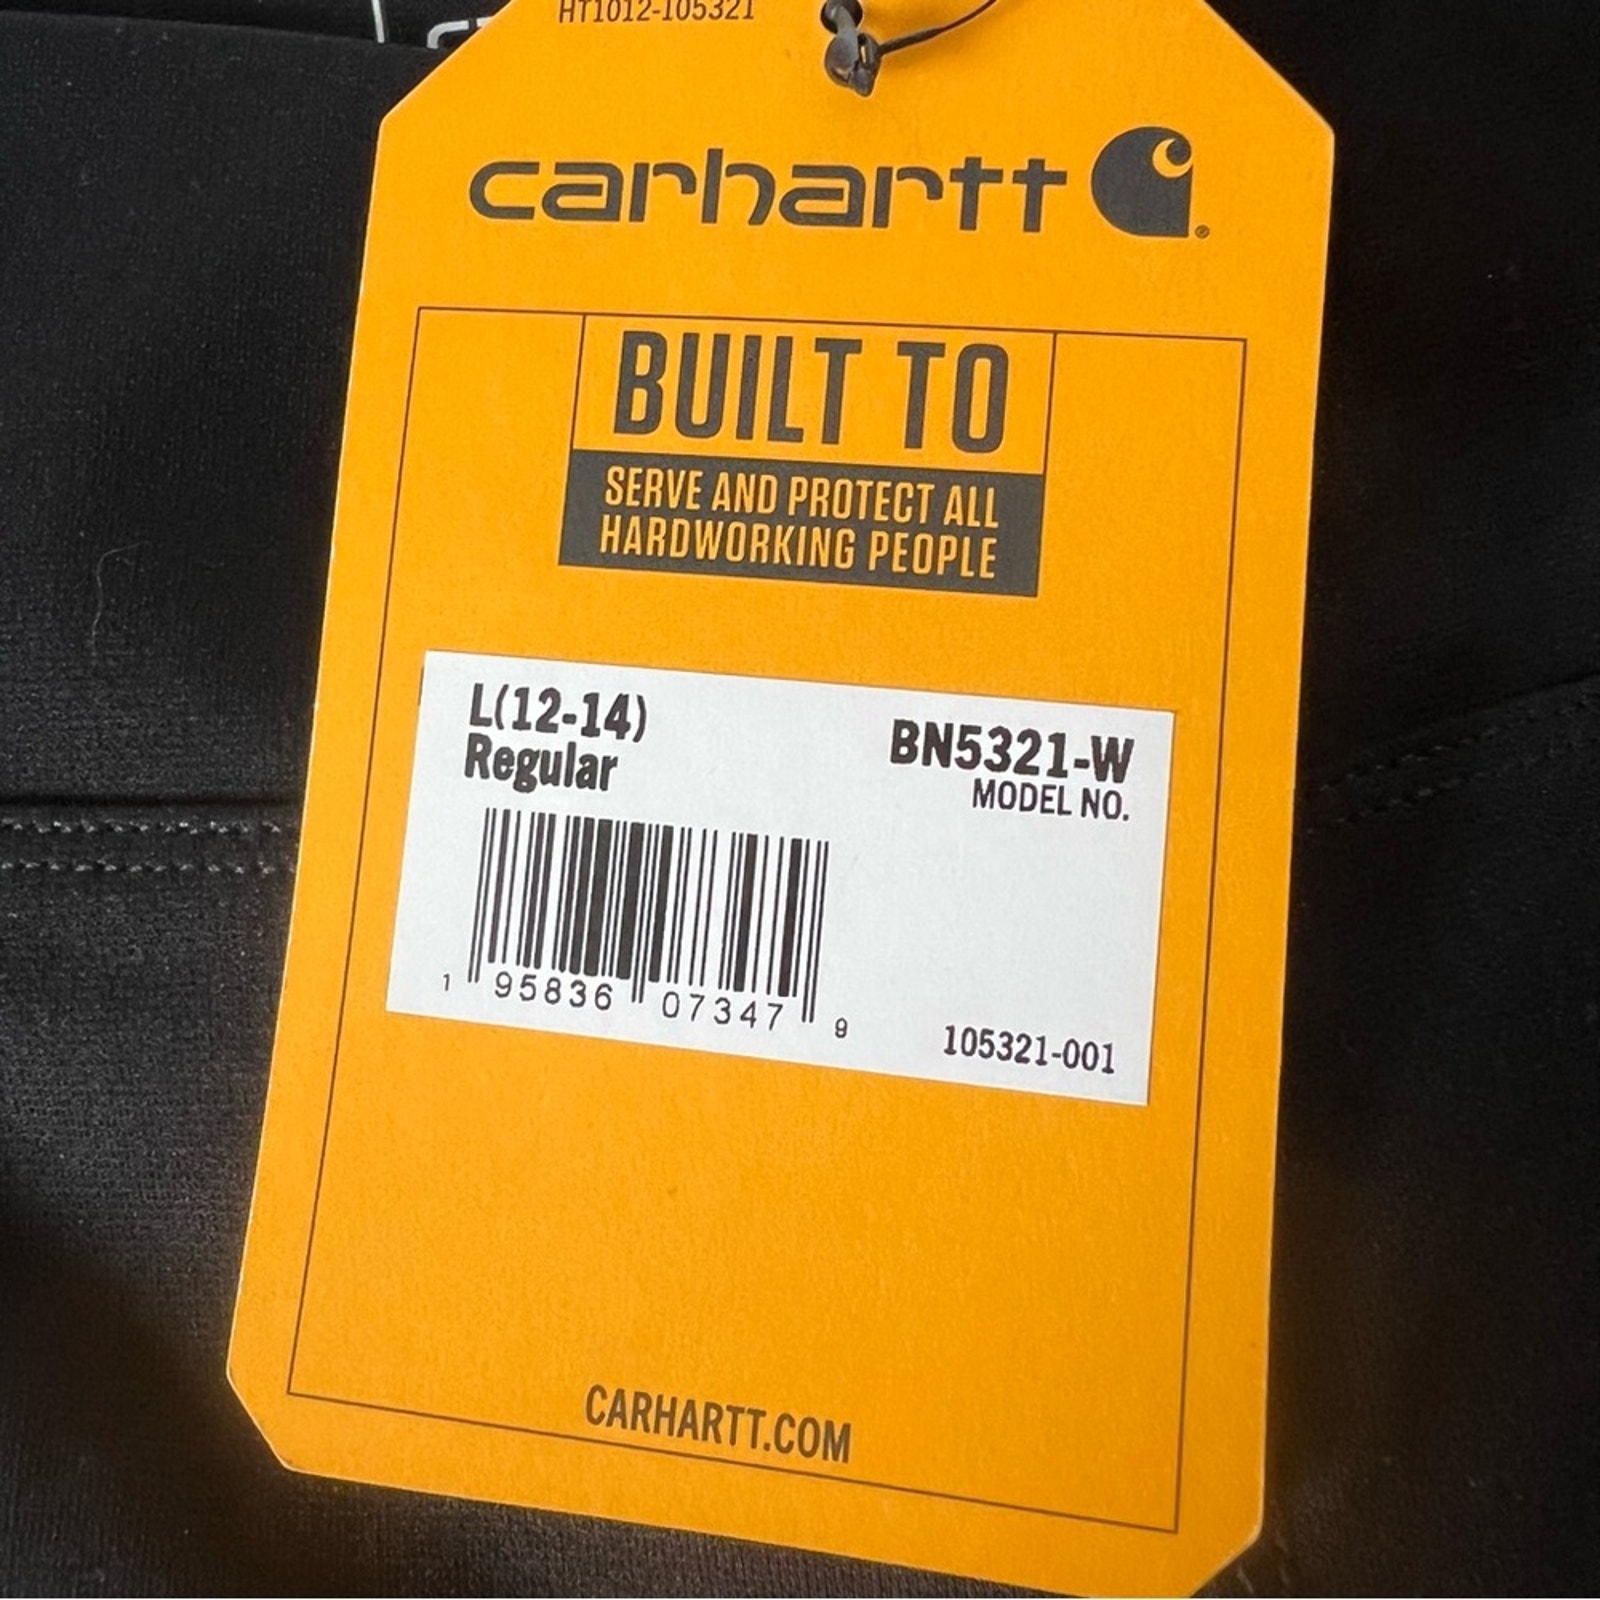 HT1012-105321
carhartt
BUILT TO
SERVE AND PROTECT ALL
HARDWORKING PEOPLE
L(12-14)
Regular
BN5321-W
MODEL NO.
1 95836 07347 9
105321-001
CARHARTT.COM